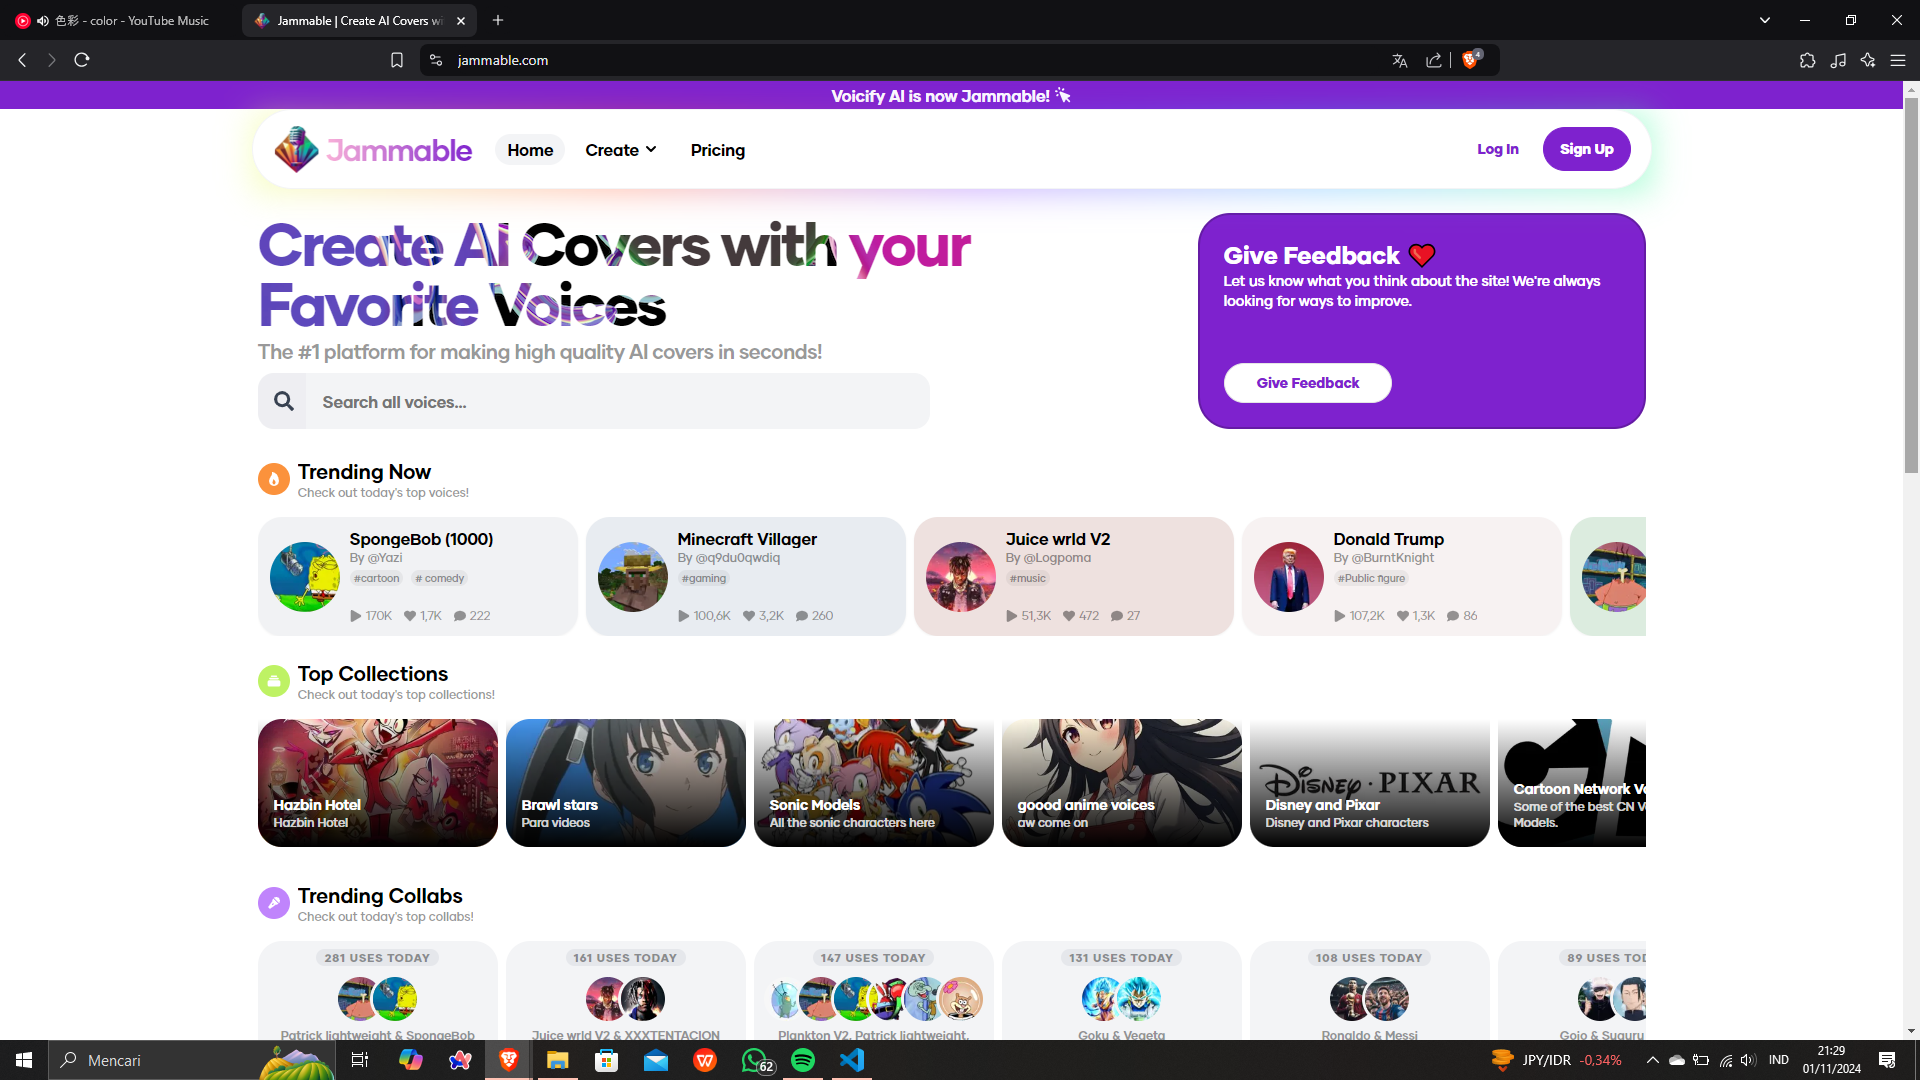 色彩 - color - YouTube Music
Jammable | Create AI Covers wi
jammable.com
4
Voicify AI is now Jammable!
Jammable
Home
Create
Pricing
Log In
Sign Up
Create AI Covers with your
Favorite Voices
The #1 platform for making high quality AI covers in seconds!
Search all voices...
Give Feedback
Let us know what you think about the site! We're always
looking for ways to improve.
Give Feedback
Trending Now
Check out today's top voices!
SpongeBob (1000)
By @Yazi
#cartoon # comedy
170K 1,7K 222
Minecraft Villager
By @q9du0qwdiq
#gaming
100,6K 3,2K 260
Juice wrld V2
By @Logpoma
#music
51,3K 472 27
Donald Trump
By @BurntKnight
#Public figure
107,2K 1,3K 86
Top Collections
Check out today's top collections!
Hazbin Hotel
Hazbin Hotel
Brawl stars
Para videos
Sonic Models
All the sonic characters here
goood anime voices
aw come on
Disney · PIXAR
Disney and Pixar
Disney and Pixar characters
Cartoon Network Vo
Some of the best CN V
Models.
Trending Collabs
Check out today's top collabs!
281 USES TODAY
Patrick lightweight & SpongeBob
161 USES TODAY
Juice wrld V2 & XXXTENTACION
147 USES TODAY
Plankton V2, Patrick lightweight,
131 USES TODAY
Goku & Vegeta
108 USES TODAY
Ronaldo & Messi
89 USES TOD
Gojo & Suguru
Mencari
62
JPY/IDR -0,34%
IND
21:29
01/11/2024